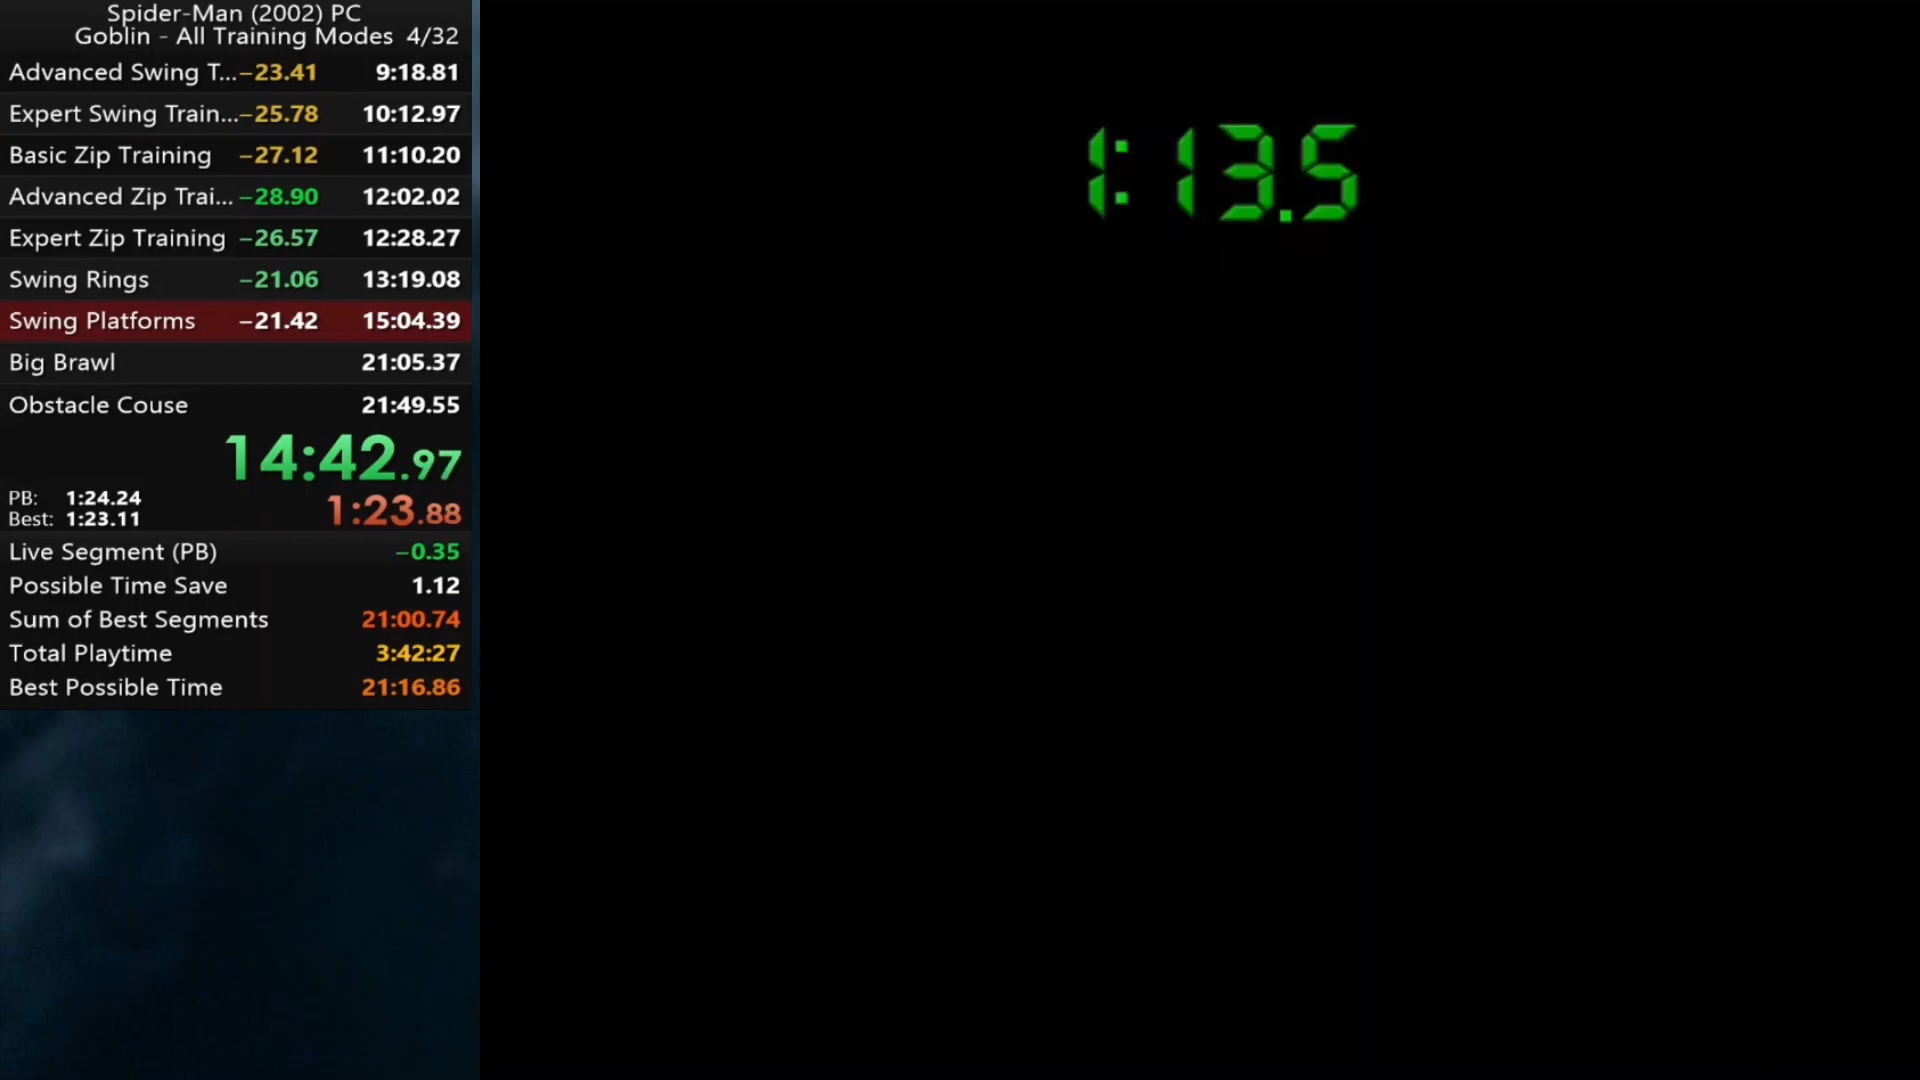 Spider-Man (2002) PC
Goblin - All Training Modes 4/32
Advanced Swing T... −23.41 9:18.81
Expert Swing Train... −25.78 10:12.97
Basic Zip Training −27.12 11:10.20
Advanced Zip Trai... −28.90 12:02.02
Expert Zip Training −26.57 12:28.27
Swing Rings −21.06 13:19.08
Swing Platforms −21.42 15:04.39
Big Brawl 21:05.37
Obstacle Couse 21:49.55
14:42.97
PB: 1:24.24
Best: 1:23.11
1:23.88
Live Segment (PB) −0.35
Possible Time Save 1.12
Sum of Best Segments 21:00.74
Total Playtime 3:42:27
Best Possible Time 21:16.86
1:13.5